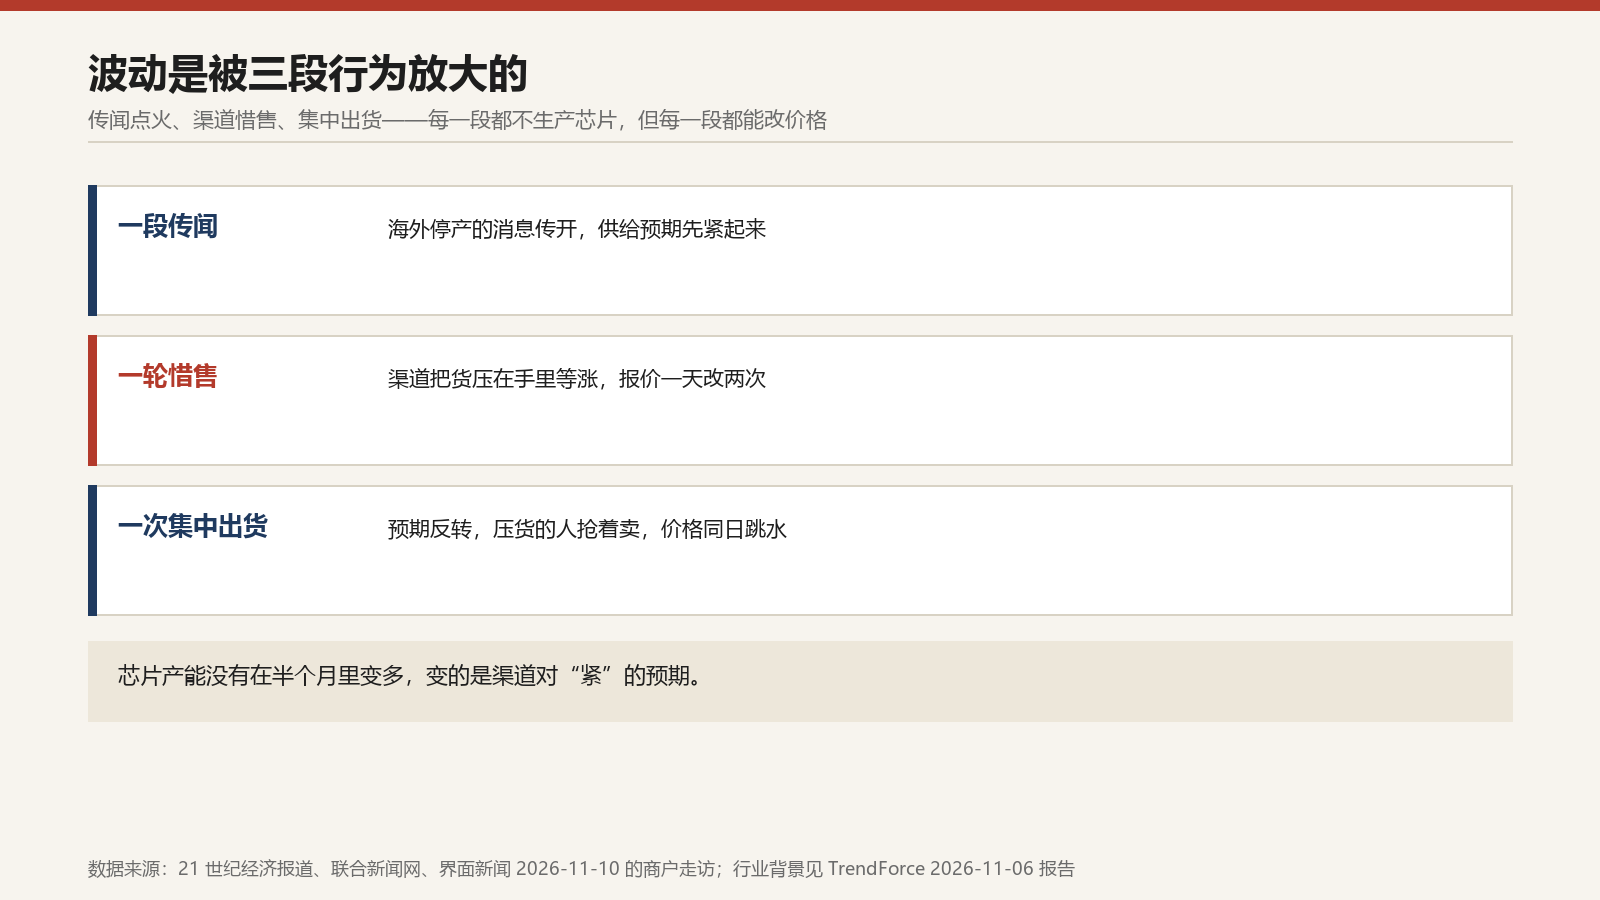 波动是被三段行为放大的
传闻点火、渠道惜售、集中出货——每一段都不生产芯片，但每一段都能改价格
一段传闻
海外停产的消息传开，供给预期先紧起来
一轮惜售
渠道把货压在手里等涨，报价一天改两次
一次集中出货
预期反转，压货的人抢着卖，价格同日跳水
芯片产能没有在半个月里变多，变的是渠道对“紧”的预期。
数据来源：21 世纪经济报道、联合新闻网、界面新闻 2026-11-10 的商户走访；行业背景见 TrendForce 2026-11-06 报告